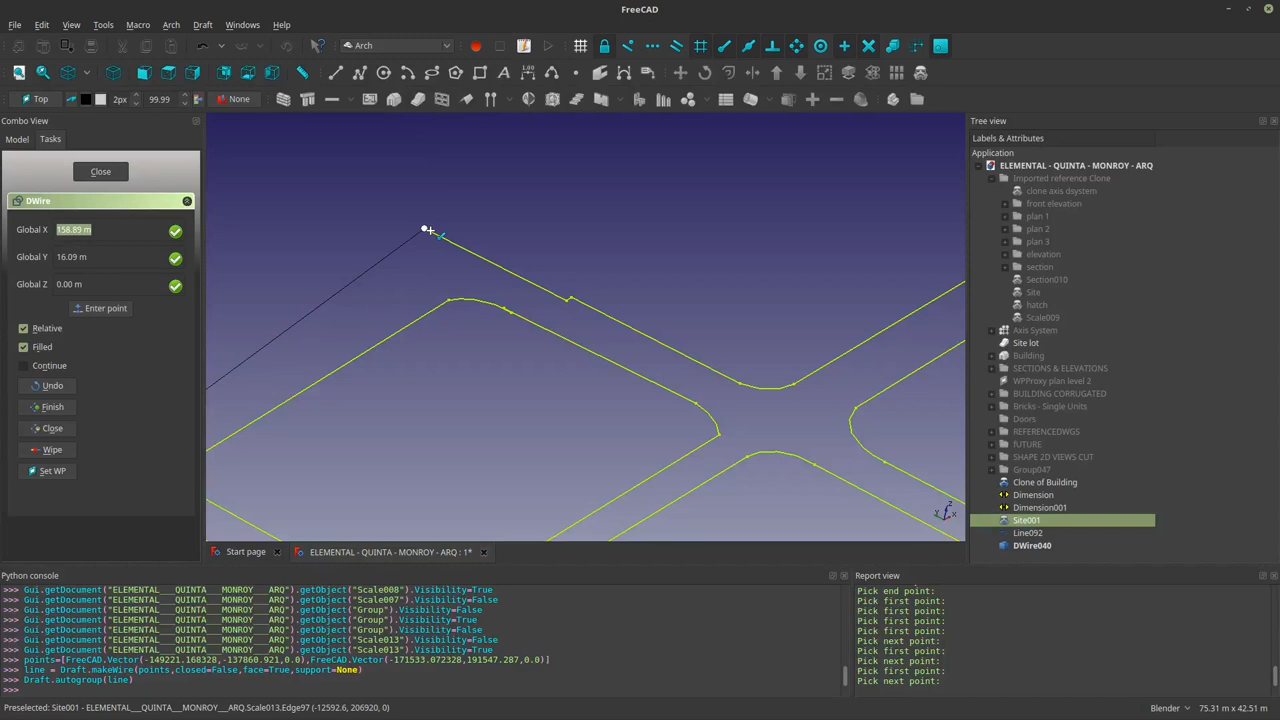 FreeCAD
File Edit View Tools Macro Arch Draft Windows Help
Arch
Top 2px 99.99 None
Combo View
Model Tasks
Close
DWire
Global X 158.89 m
Global Y 16.09 m
Global Z 0.00 m
Enter point
Relative
Filled
Continue
Undo
Finish
Close
Wipe
Set WP
Start page ELEMENTAL - QUINTA - MONROY - ARQ : 1*
Tree view
Labels & Attributes
Application
ELEMENTAL - QUINTA - MONROY - ARQ
Imported reference Clone
clone axis dsystem
front elevation
plan 1
plan 2
plan 3
elevation
section
Section010
Site
hatch
Scale009
Axis System
Site lot
Building
SECTIONS & ELEVATIONS
WPProxy plan level 2
BUILDING CORRUGATED
Bricks - Single Units
Doors
REFERENCEDWGS
fUTURE
SHAPE 2D VIEWS CUT
Group047
Clone of Building
Dimension
Dimension001
Site001
Line092
DWire040
Python console
>>> Gui.getDocument("ELEMENTAL___QUINTA___MONROY___ARQ").getObject("Scale008").Visibility=True
>>> Gui.getDocument("ELEMENTAL___QUINTA___MONROY___ARQ").getObject("Scale007").Visibility=False
>>> Gui.getDocument("ELEMENTAL___QUINTA___MONROY___ARQ").getObject("Group").Visibility=False
>>> Gui.getDocument("ELEMENTAL___QUINTA___MONROY___ARQ").getObject("Group").Visibility=True
>>> Gui.getDocument("ELEMENTAL___QUINTA___MONROY___ARQ").getObject("Group").Visibility=False
>>> Gui.getDocument("ELEMENTAL___QUINTA___MONROY___ARQ").getObject("Scale013").Visibility=False
>>> Gui.getDocument("ELEMENTAL___QUINTA___MONROY___ARQ").getObject("Scale013").Visibility=True
>>> points=[FreeCAD.Vector(-149221.168328,-137860.921,0.0),FreeCAD.Vector(-171533.072328,191547.287,0.0)]
>>> line = Draft.makeWire(points,closed=False,face=True,support=None)
>>> Draft.autogroup(line)
>>>
Report view
Pick end point:
Pick first point:
Pick first point:
Pick first point:
Pick first point:
Pick next point:
Pick first point:
Pick next point:
Pick first point:
Pick next point:
Preselected: Site001 - ELEMENTAL___QUINTA___MONROY___ARQ.Scale013.Edge97 (-12592.6, 206920, 0)
Blender 75.31 m x 42.51 m